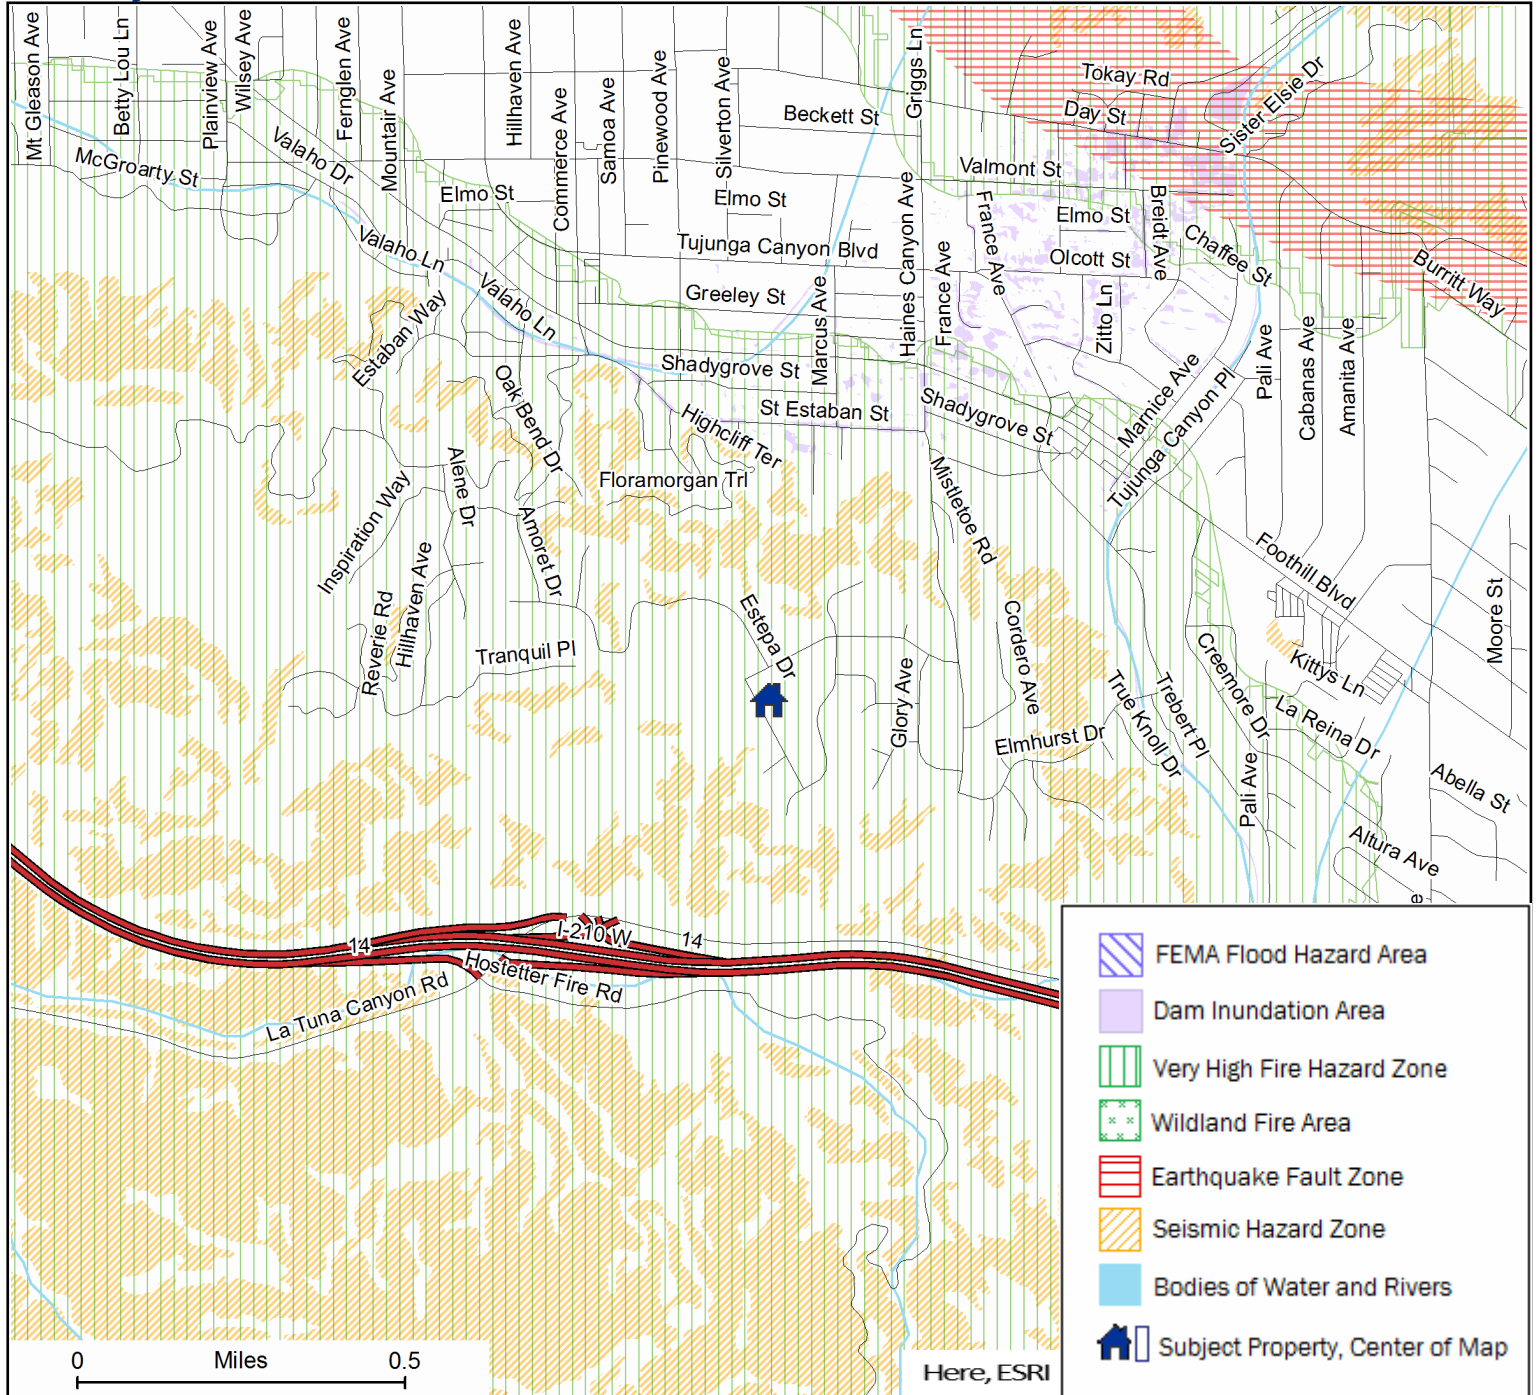 Mt Gleason Ave
Betty Lou Ln
Plainview Ave
Wilsey Ave
Fernglen Ave
Mountain Ave
Hillhaven Ave
Commerce Ave
Samoa Ave
Pinewood Ave
Silverton Ave
Griggs Ln
Tokay Rd
Day St
Sister Elsie Dr
Beckett St
McGroarty St
Valaho Dr
Elmo St
Elmo St
Valmont St
Elmo St
Breidt Ave
Chaffee St
Valaho Ln
Tujunga Canyon Blvd
Haines Canyon Ave
France Ave
France Ave
Olcott St
Burritt Way
Estaban Way
Valaho Ln
Greeley St
Marcus Ave
Zitto Ln
Pali Ave
Cabanas Ave
Amanita Ave
Shadygrove St
Oak Bend Dr
Highcliff Ter
St Estaban St
Shadygrove St
Marnice Ave
Tujunga Canyon Pl
Inspiration Way
Alene Dr
Floramorgan Trl
Mistletoe Rd
Amoret Dr
Foothill Blvd
Reverie Rd
Hillhaven Ave
Tranquil Pl
Estepa Dr
Glory Ave
Cordero Ave
Moore St
Kittys Ln
Creemore Dr
La Reina Dr
Elmhurst Dr
True Knoll Dr
Trebert Pl
Pali Ave
Abella St
Altura Ave
e
14
I-210 W
14
Hostetter Fire Rd
La Tuna Canyon Rd
FEMA Flood Hazard Area
Dam Inundation Area
Very High Fire Hazard Zone
Wildland Fire Area
Earthquake Fault Zone
Seismic Hazard Zone
Bodies of Water and Rivers
Subject Property, Center of Map
0 Miles 0.5
Here, ESRI